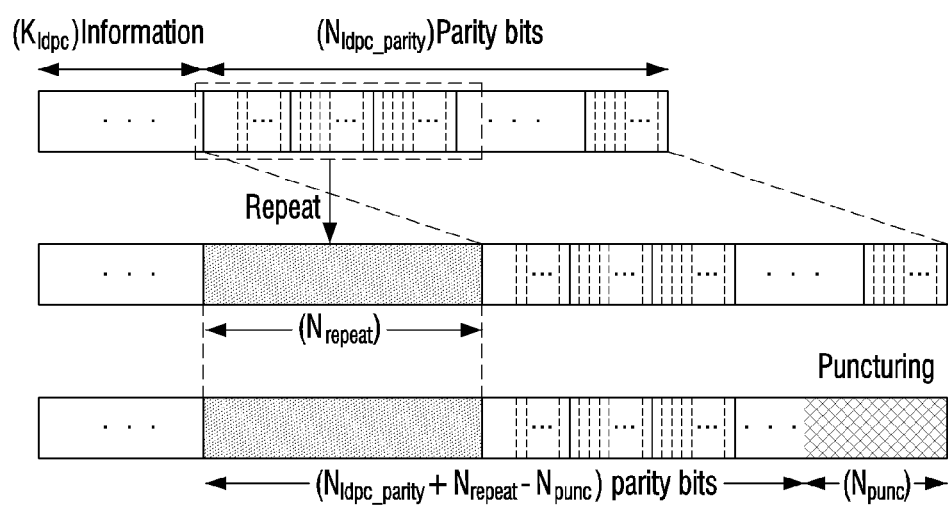 (K_ldpc)Information (N_ldpc_parity)Parity bits
. . . ... ... ... . . . ...
Repeat
. . . ... ... ... . . . ...
(N_repeat)
Puncturing
. . . ... ... ... . . .
(N_ldpc_parity + N_repeat - N_punc) parity bits (N_punc)